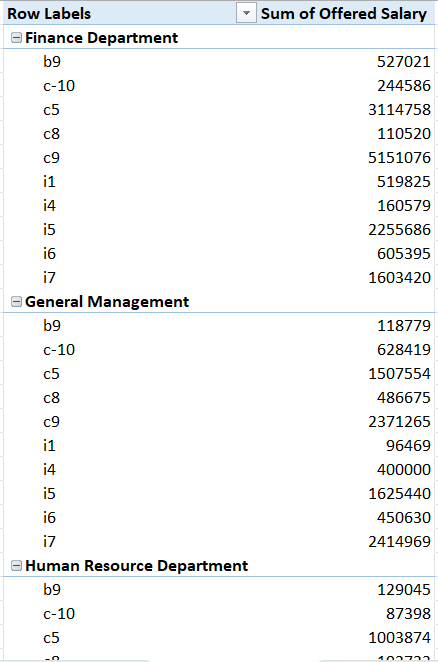 Row Labels Sum of Offered Salary
Finance Department
b9 527021
c-10 244586
c5 3114758
c8 110520
c9 5151076
i1 519825
i4 160579
i5 2255686
i6 605395
i7 1603420
General Management
b9 118779
c-10 628419
c5 1507554
c8 486675
c9 2371265
i1 96469
i4 400000
i5 1625440
i6 450630
i7 2414969
Human Resource Department
b9 129045
c-10 87398
c5 1003874